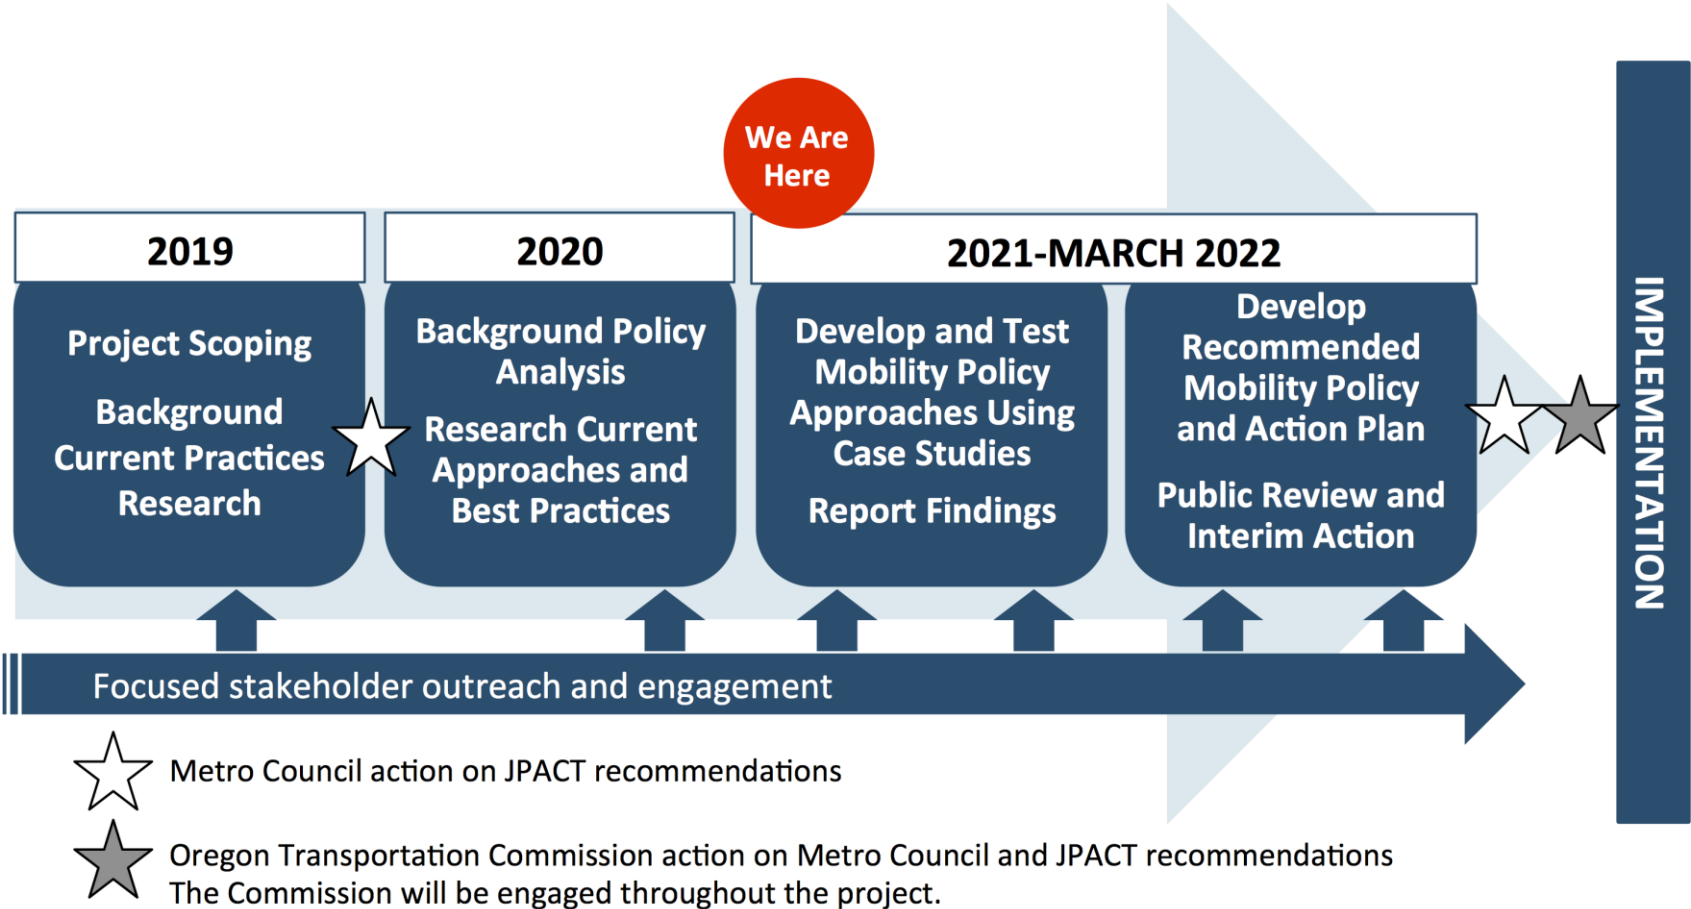 We Are
Here
2019
2020
2021-MARCH 2022
Project Scoping
Background
Current Practices
Research
Background Policy
Analysis
Research Current
Approaches and
Best Practices
Develop and Test
Mobility Policy
Approaches Using
Case Studies
Report Findings
Develop
Recommended
Mobility Policy
and Action Plan
Public Review and
Interim Action
IMPLEMENTATION
Focused stakeholder outreach and engagement
Metro Council action on JPACT recommendations
Oregon Transportation Commission action on Metro Council and JPACT recommendations
The Commission will be engaged throughout the project.